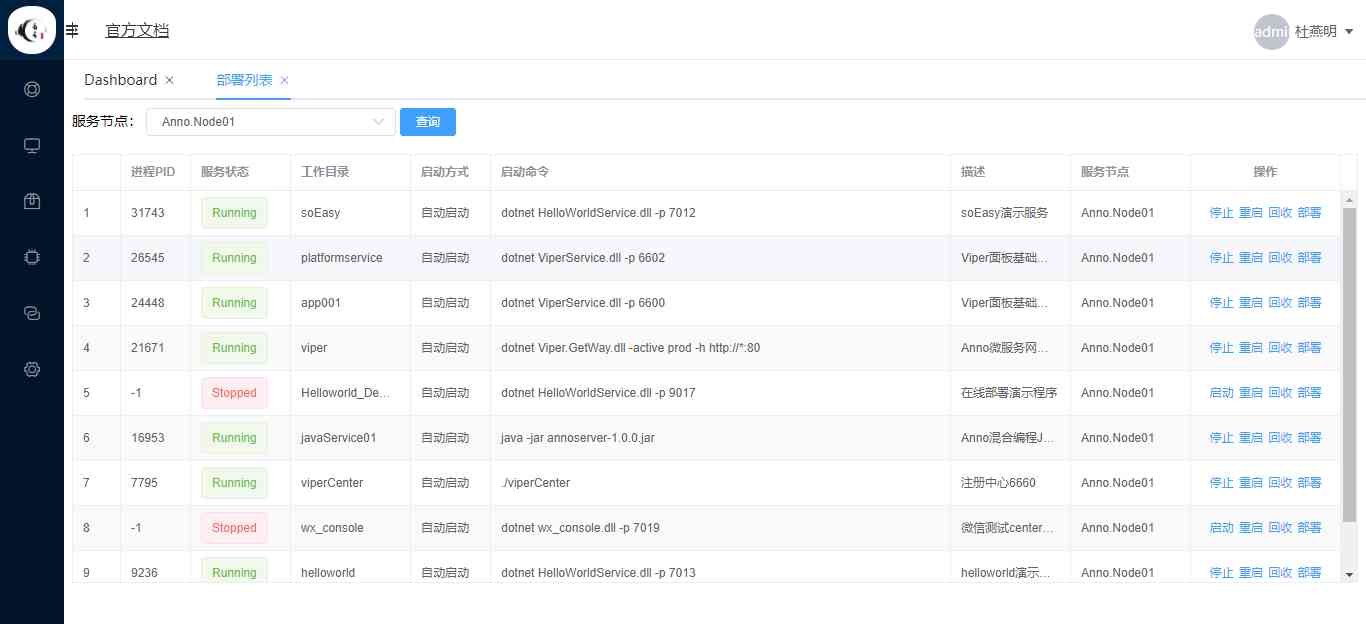 官方文档
admi 杜燕明
Dashboard 部署列表
服务节点： Anno.Node01 查询
进程PID 服务状态 工作目录 启动方式 启动命令 描述 服务节点 操作
1 31743 Running soEasy 自动启动 dotnet HelloWorldService.dll -p 7012 soEasy演示服务 Anno.Node01 停止 重启 回收 部署
2 26545 Running platformservice 自动启动 dotnet ViperService.dll -p 6602 Viper面板基础... Anno.Node01 停止 重启 回收 部署
3 24448 Running app001 自动启动 dotnet ViperService.dll -p 6600 Viper面板基础... Anno.Node01 停止 重启 回收 部署
4 21671 Running viper 自动启动 dotnet Viper.GetWay.dll -active prod -h http://*:80 Anno微服务网... Anno.Node01 停止 重启 回收 部署
5 -1 Stopped Helloworld_De... 自动启动 dotnet HelloWorldService.dll -p 9017 在线部署演示程序 Anno.Node01 启动 重启 回收 部署
6 16953 Running javaService01 自动启动 java -jar annoserver-1.0.0.jar Anno混合编程J... Anno.Node01 停止 重启 回收 部署
7 7795 Running viperCenter 自动启动 ./viperCenter 注册中心6660 Anno.Node01 停止 重启 回收 部署
8 -1 Stopped wx_console 自动启动 dotnet wx_console.dll -p 7019 微信测试center... Anno.Node01 启动 重启 回收 部署
9 9236 Running helloworld 自动启动 dotnet HelloWorldService.dll -p 7013 helloworld演示... Anno.Node01 停止 重启 回收 部署